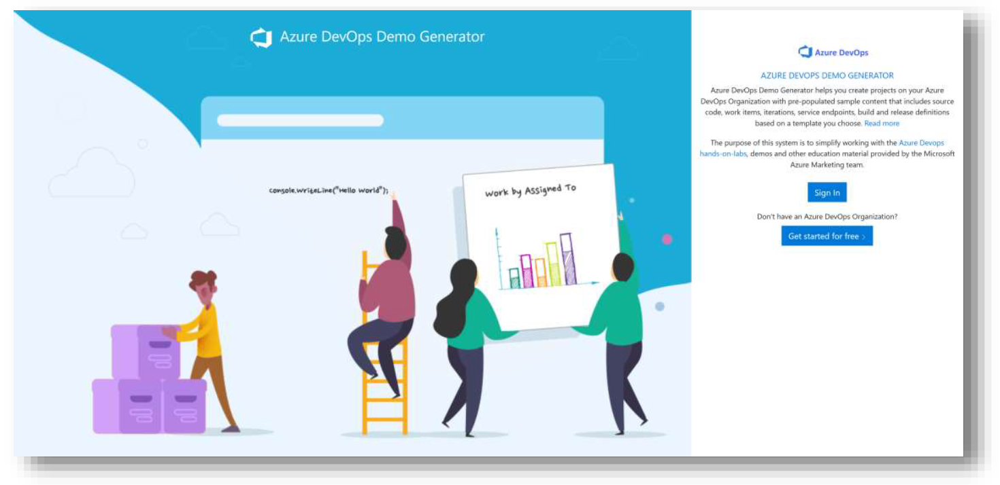 Azure DevOps Demo Generator
console.writeLine("Hello World");
Work by Assigned To
Azure DevOps
AZURE DEVOPS DEMO GENERATOR
Azure DevOps Demo Generator helps you create projects on your Azure
DevOps Organization with pre-populated sample content that includes source
code, work items, iterations, service endpoints, build and release definitions
based on a template you choose. Read more
The purpose of this system is to simplify working with the Azure Devops
hands-on-labs, demos and other education material provided by the Microsoft
Azure Marketing team.
Sign In
Don't have an Azure DevOps Organization?
Get started for free >